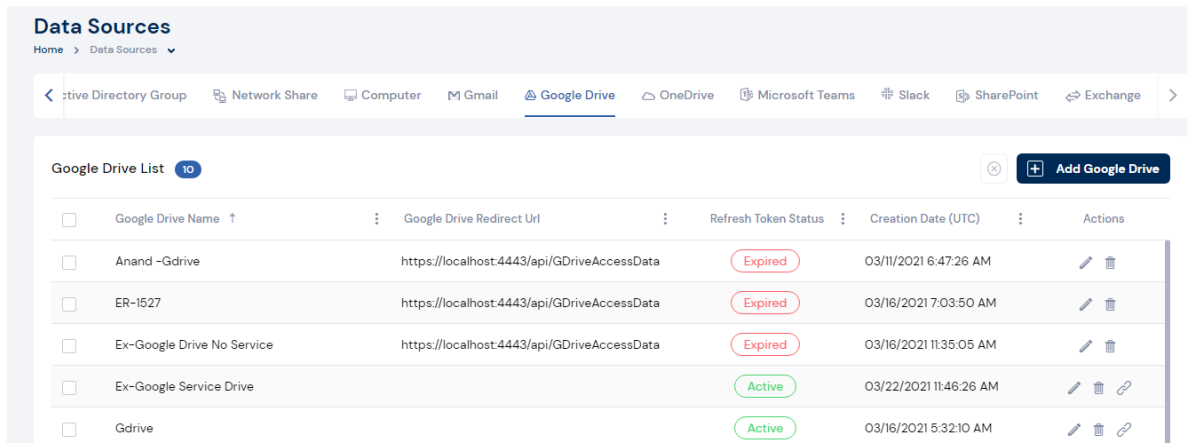 Data Sources
Home > Data Sources
ctive Directory Group Network Share Computer Gmail Google Drive OneDrive Microsoft Teams Slack SharePoint Exchange
Google Drive List 10 Add Google Drive
Google Drive Name ↑ Google Drive Redirect Url Refresh Token Status Creation Date (UTC) Actions
Anand -Gdrive https://localhost:4443/api/GDriveAccessData Expired 03/11/2021 6:47:26 AM
ER-1527 https://localhost:4443/api/GDriveAccessData Expired 03/16/2021 7:03:50 AM
Ex-Google Drive No Service https://localhost:4443/api/GDriveAccessData Expired 03/16/2021 11:35:05 AM
Ex-Google Service Drive Active 03/22/2021 11:46:26 AM
Gdrive Active 03/16/2021 5:32:10 AM